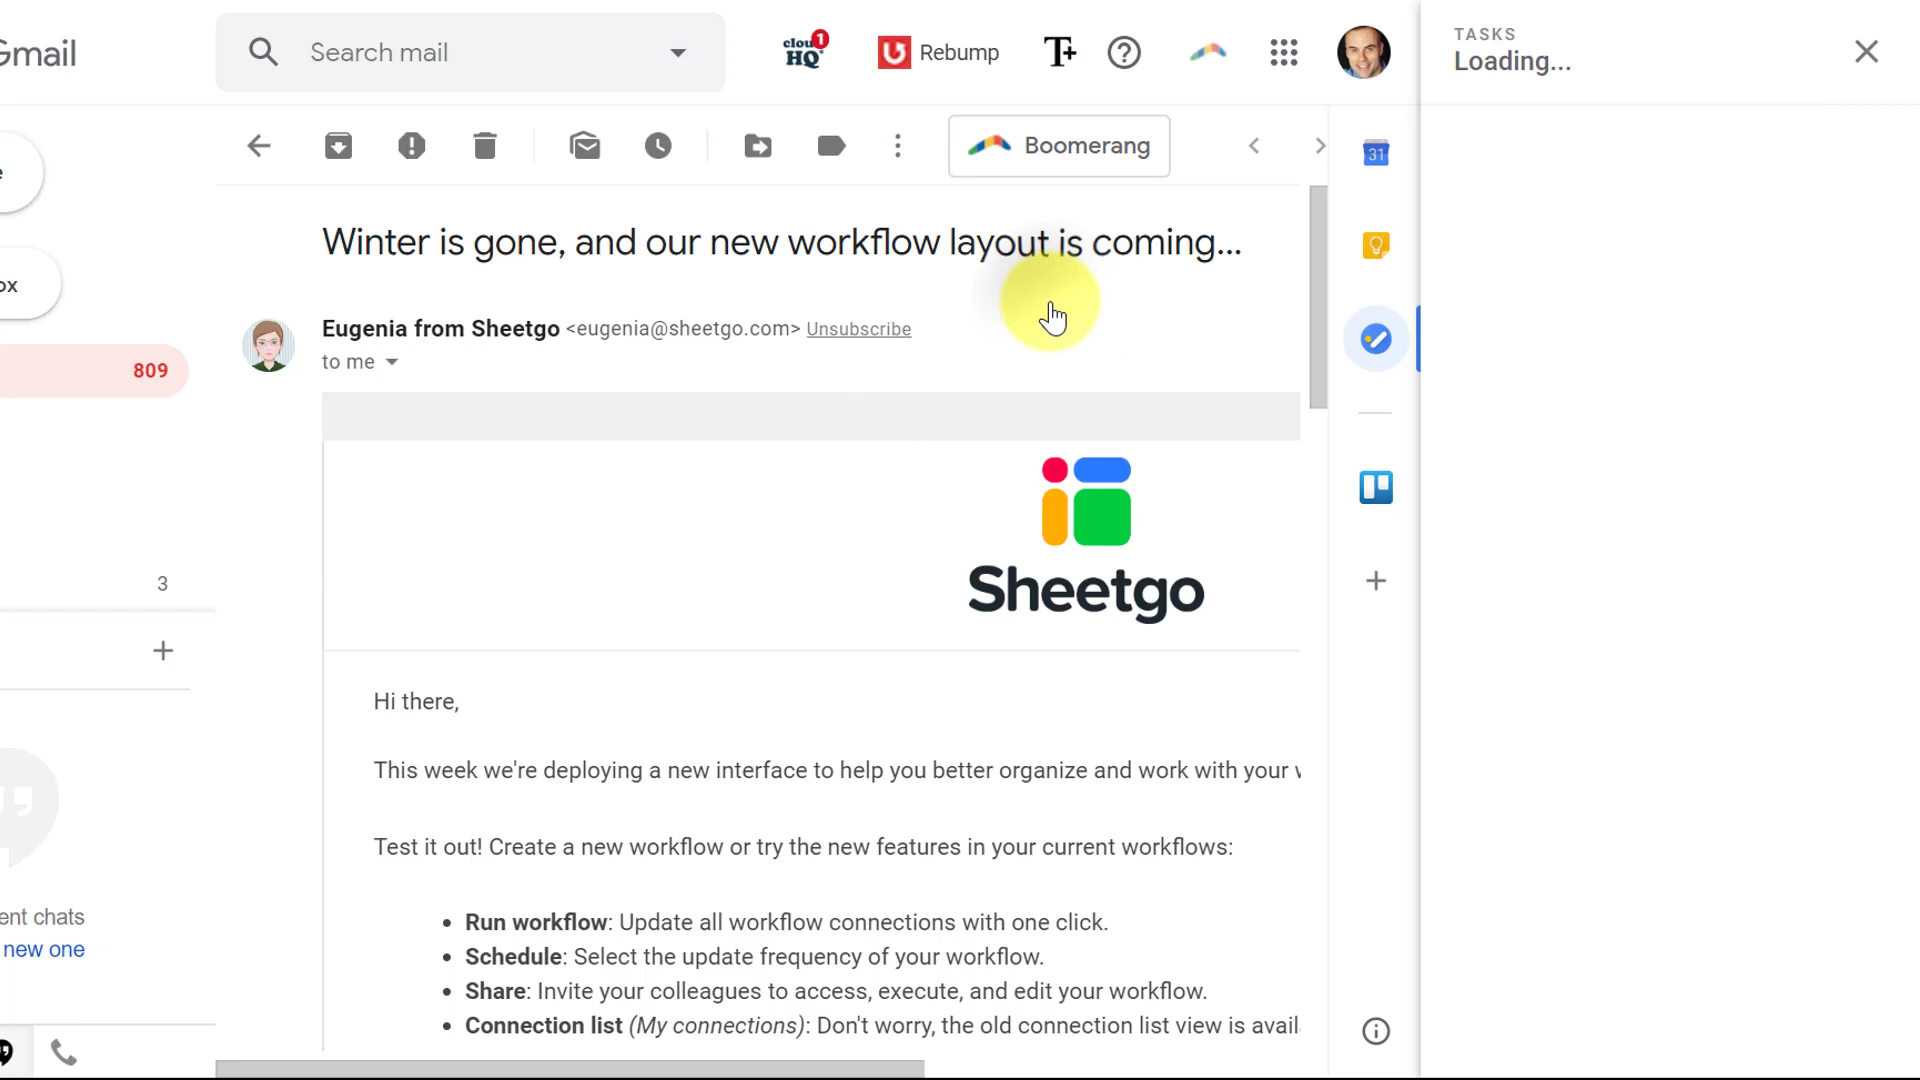 Gmail
Search mail
cloudHQ 1
Rebump
T+
TASKS
Loading...
Boomerang
31
Winter is gone, and our new workflow layout is coming...
Eugenia from Sheetgo <eugenia@sheetgo.com> Unsubscribe
to me
809
Sheetgo
3
Hi there,
This week we're deploying a new interface to help you better organize and work with your
Test it out! Create a new workflow or try the new features in your current workflows:
ent chats
new one
• Run workflow: Update all workflow connections with one click.
• Schedule: Select the update frequency of your workflow.
• Share: Invite your colleagues to access, execute, and edit your workflow.
• Connection list (My connections): Don't worry, the old connection list view is avail